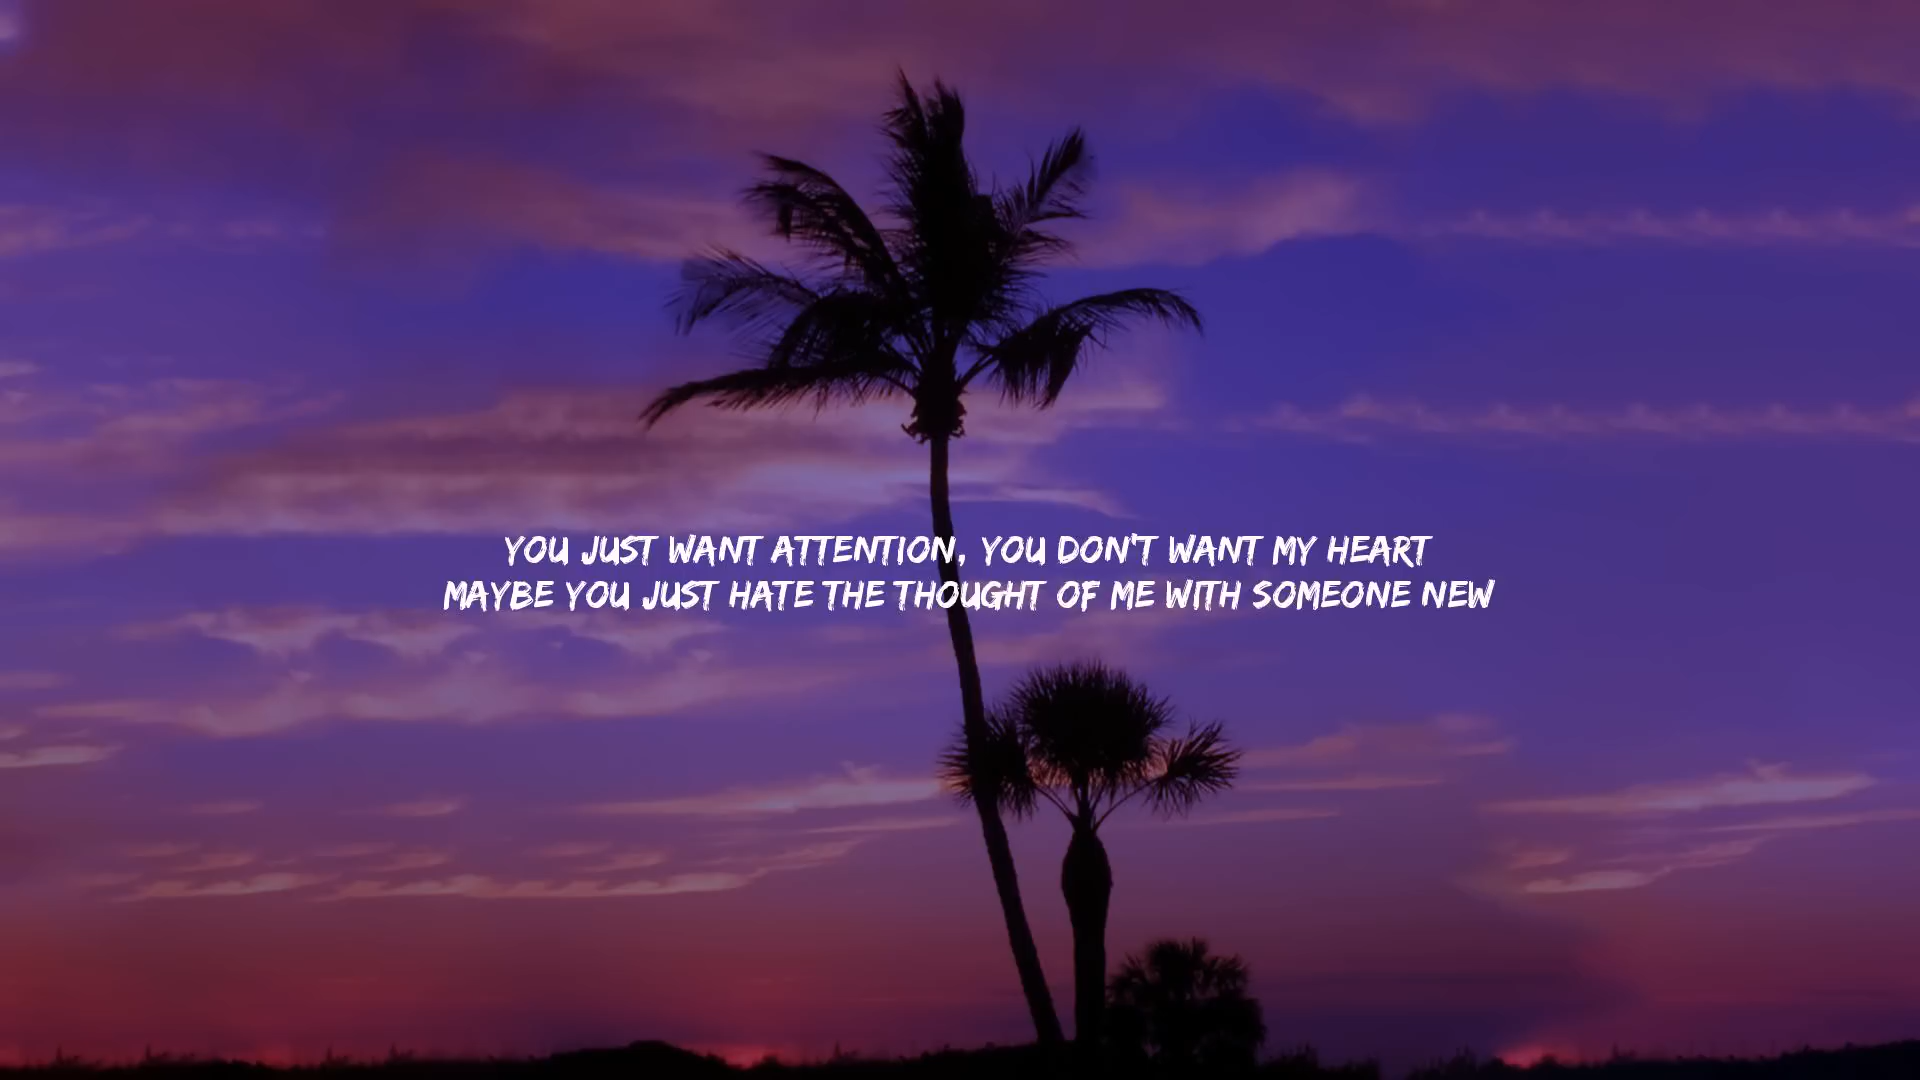 YOU JUST WANT ATTENTION, YOU DON'T WANT MY HEART
MAYBE YOU JUST HATE THE THOUGHT OF ME WITH SOMEONE NEW